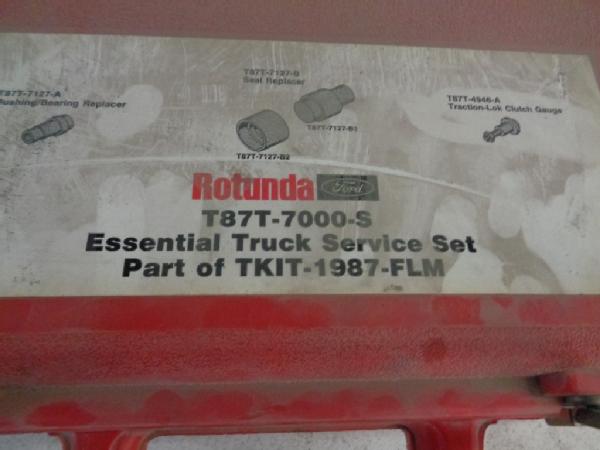 T87T-7127-A
Bushing/Bearing Replacer
T87T-7127-B
Seal Replacer
T87T-7127-B1
T87T-7127-B2
T87T-4946-A
Traction-Lok Clutch Gauge
Rotunda Ford
T87T-7000-S
Essential Truck Service Set
Part of TKIT-1987-FLM